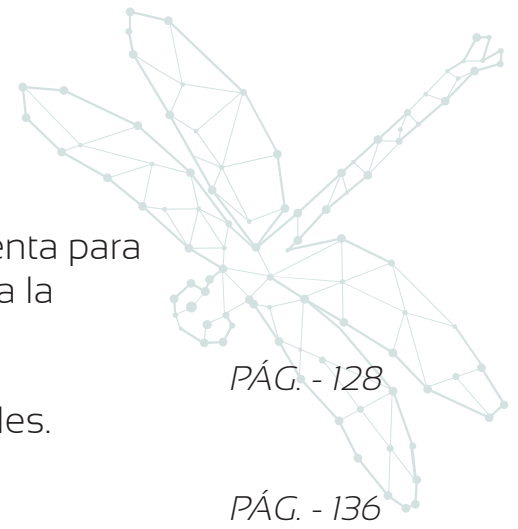 enta para
a la
PÁG. - 128
les.
PÁG. - 136